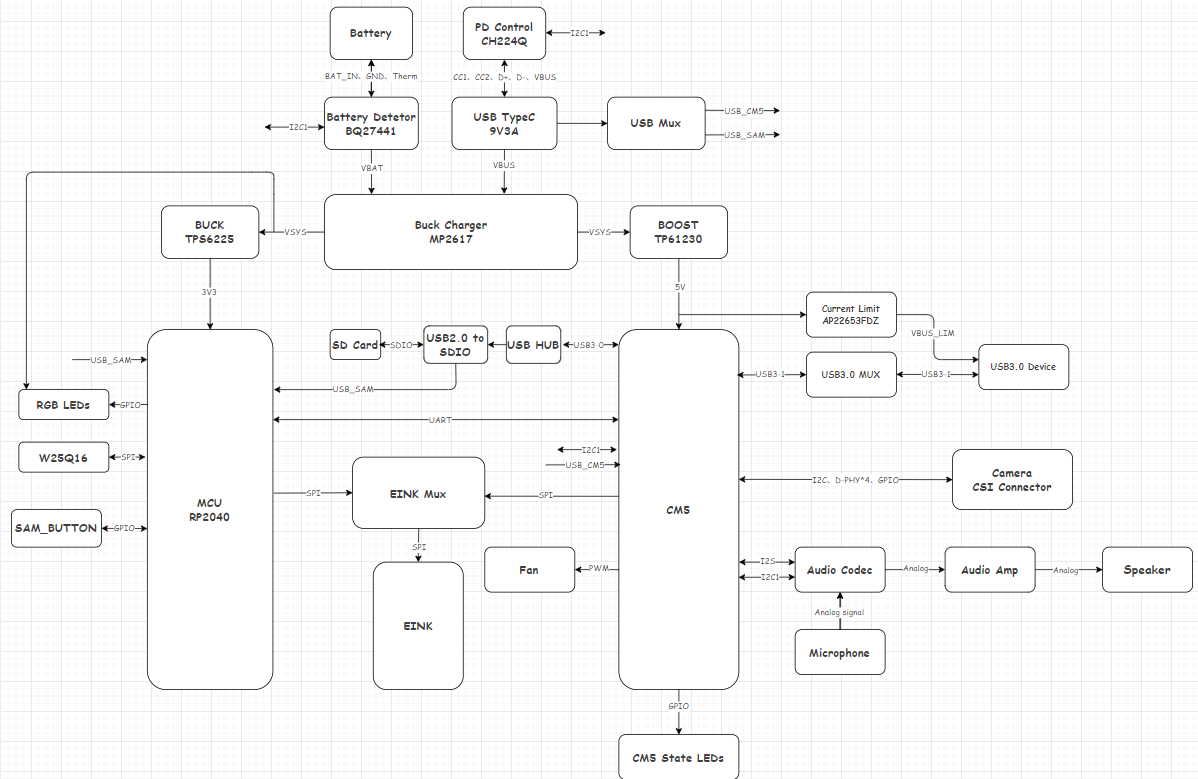 Battery
PD Control
CH224Q
I2C1
BAT_IN、GND、Therm
CC1、CC2、D+、D-、VBUS
Battery Detetor
BQ27441
I2C1
USB TypeC
9V3A
USB Mux
USB_CM5
USB_SAM
VBAT
VBUS
BUCK
TPS6225
VSYS
Buck Charger
MP2617
VSYS
BOOST
TP61230
3V3
5V
Current Limit
AP22653FDZ
VBUS_LIM
SD Card
SDIO
USB2.0 to
SDIO
USB HUB
USB3-0
USB_SAM
USB3-1
USB3.0 MUX
USB3-1
USB3.0 Device
USB_SAM
RGB LEDs
GPIO
UART
I2C1
USB_CM5
W25Q16
SPI
MCU
RP2040
SPI
EINK Mux
SPI
CM5
I2C、D-PHY*4、GPIO
Camera
CSI Connector
SAM_BUTTON
GPIO
SPI
EINK
Fan
PWM
I2S
I2C1
Audio Codec
Analog
Audio Amp
Analog
Speaker
Analog signal
Microphone
GPIO
CM5 State LEDs